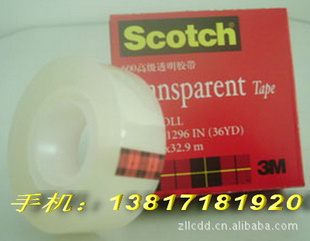 Scotch
600高级透明胶带
ransparent Tape
OLL
1296 IN (36YD)
x32.9 m
3M
手机：13817181920
zllcdd.cn.alibaba.com